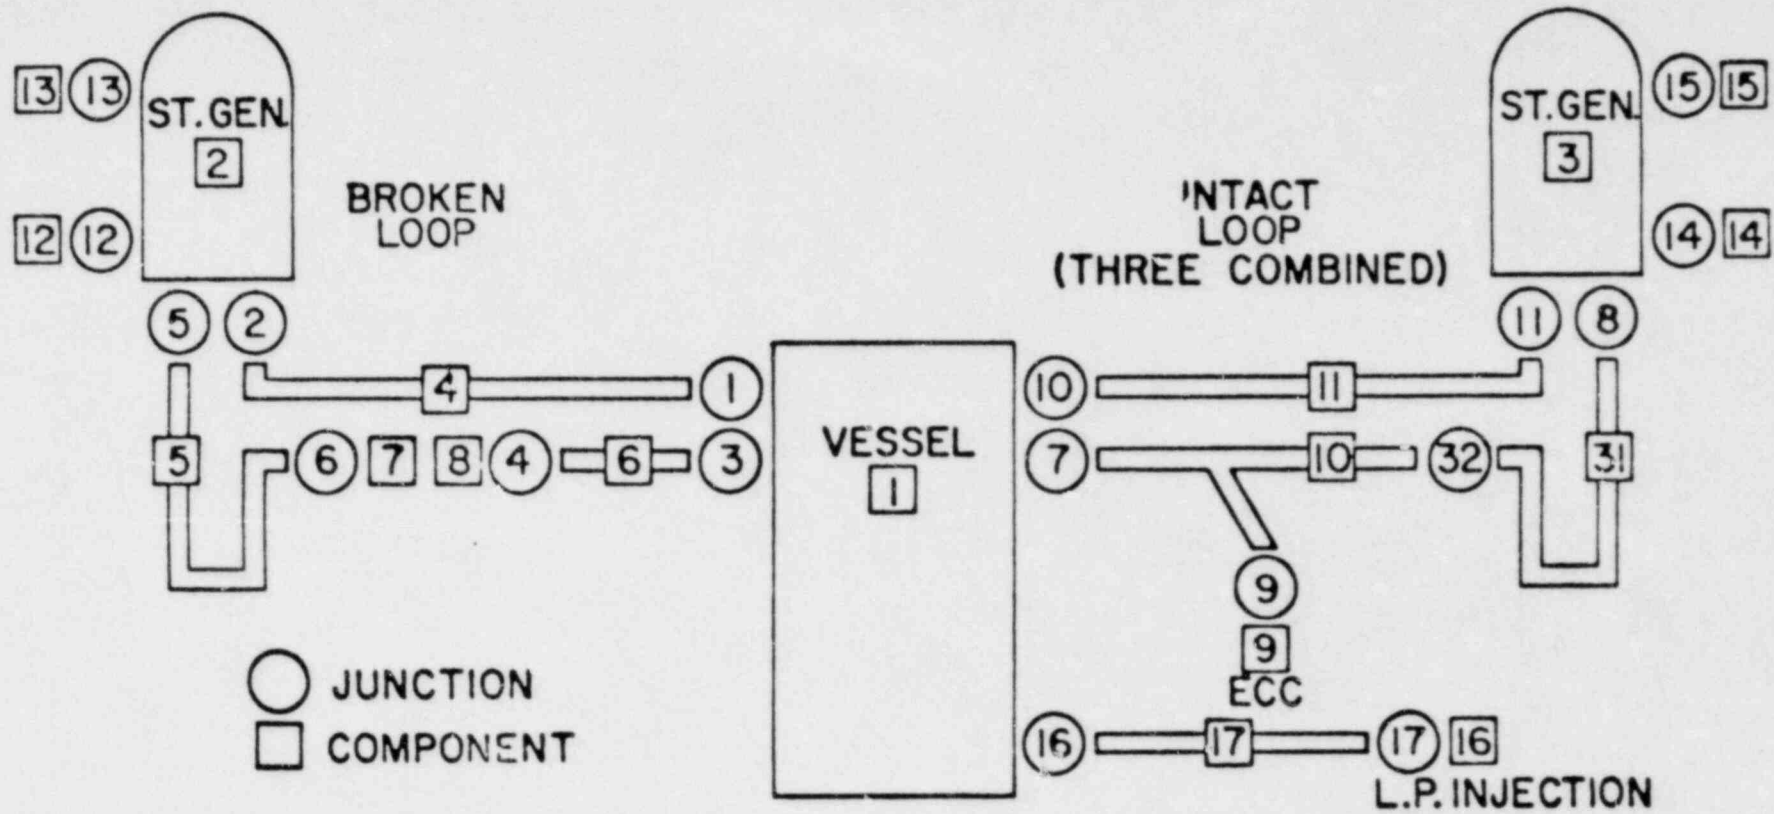 13 13
ST. GEN.
2
12 12
BROKEN
LOOP
5 2
4
1
5
6 7 8 4 6 3
VESSEL
1
INTACT
LOOP
(THREE COMBINED)
ST. GEN.
3
15 15
14 14
11 8
10 11
7 10 32 31
9
9
ECC
16 17 17 16
L.P. INJECTION
JUNCTION
COMPONENT